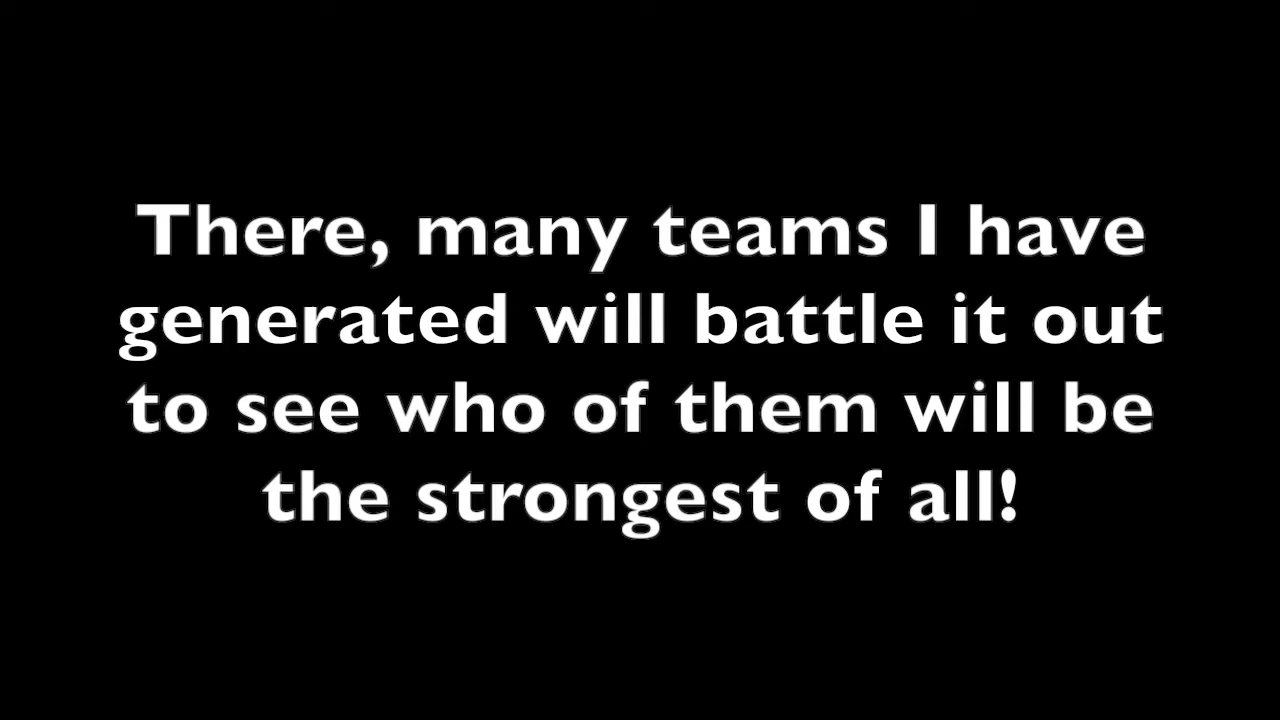 There, many teams I have
generated will battle it out
to see who of them will be
the strongest of all!